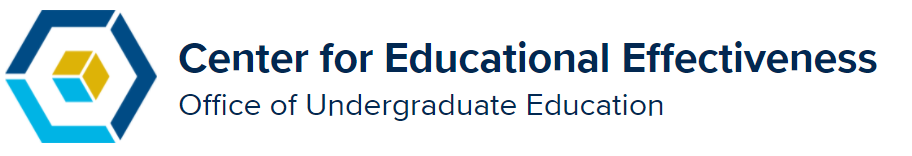 Center for Educational Effectiveness
Office of Undergraduate Education